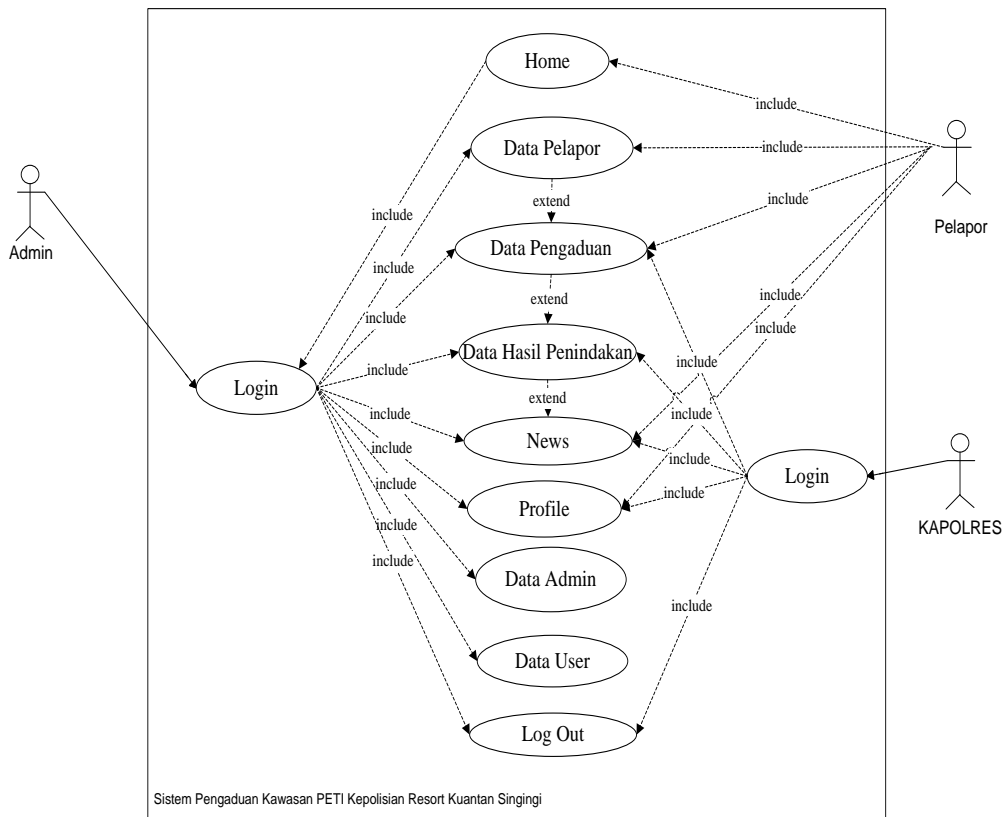 Home
include
Data Pelapor
include
Pelapor
Admin
extend
include
include
Data Pengaduan
include
include
extend
include
include
Data Hasil Penindakan
include
include
extend
include
Login
include
News
include
include
Login
KAPOLRES
Profile
include
include
include
Data Admin
include
include
Data User
Log Out
Sistem Pengaduan Kawasan PETI Kepolisian Resort Kuantan Singingi